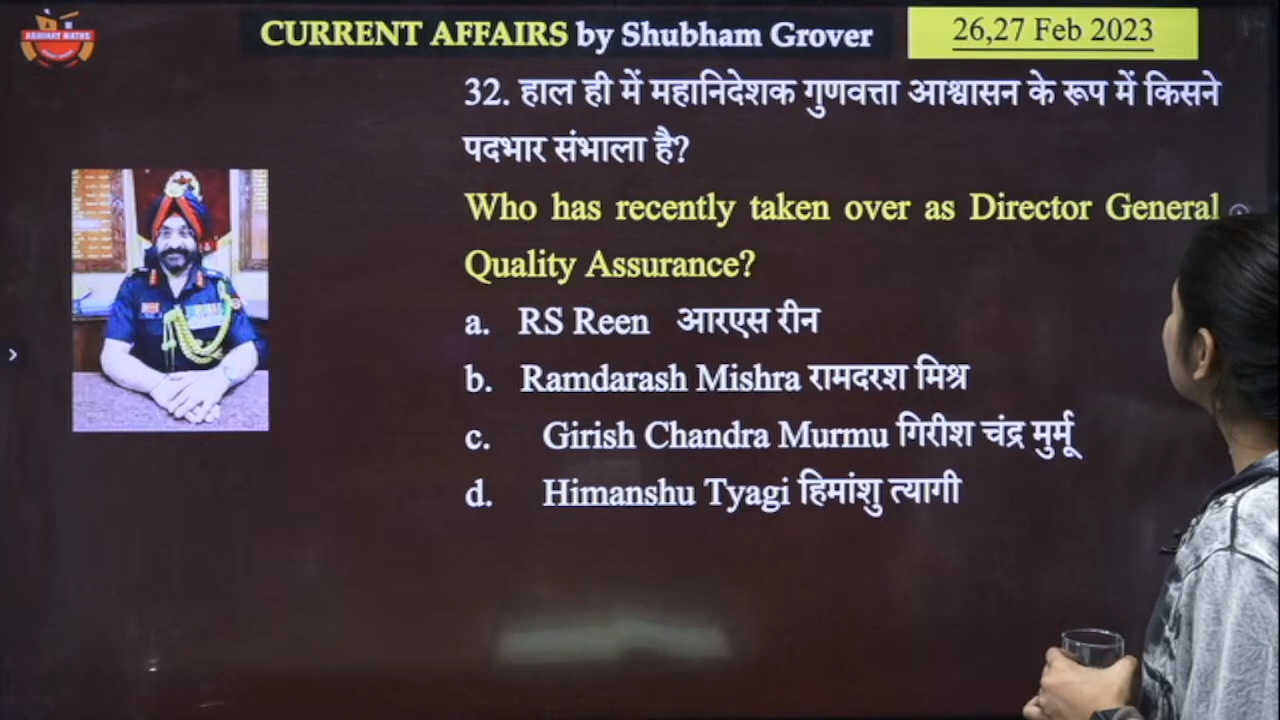 ABHINAY MATHS
CURRENT AFFAIRS by Shubham Grover
26,27 Feb 2023
32. हाल ही में महानिदेशक गुणवत्ता आश्वासन के रूप में किसने
पदभार संभाला है?
Who has recently taken over as Director General
Quality Assurance?
a. RS Reen आरएस रीन
b. Ramdarash Mishra रामदरश मिश्र
c. Girish Chandra Murmu गिरीश चंद्र मुर्मू
d. Himanshu Tyagi हिमांशु त्यागी